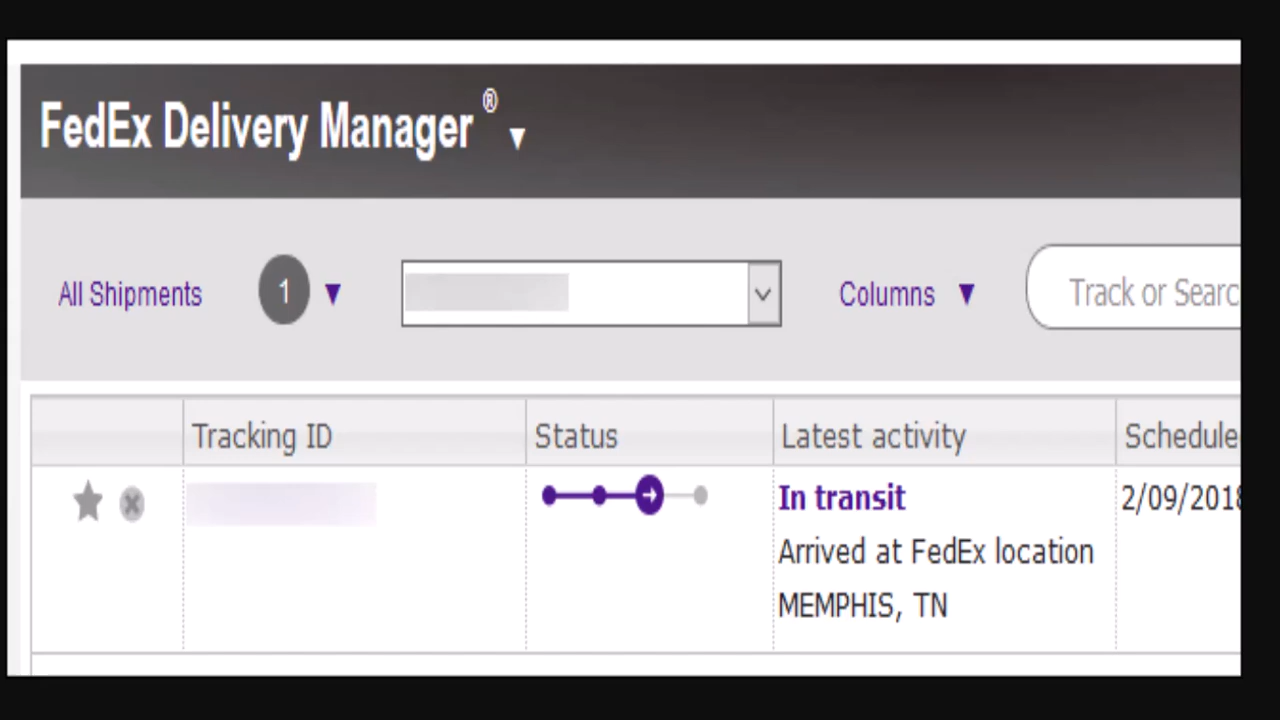 FedEx Delivery Manager ®
All Shipments 1 Columns Track or Searc
Tracking ID Status Latest activity Schedule
In transit 2/09/2018
Arrived at FedEx location
MEMPHIS, TN